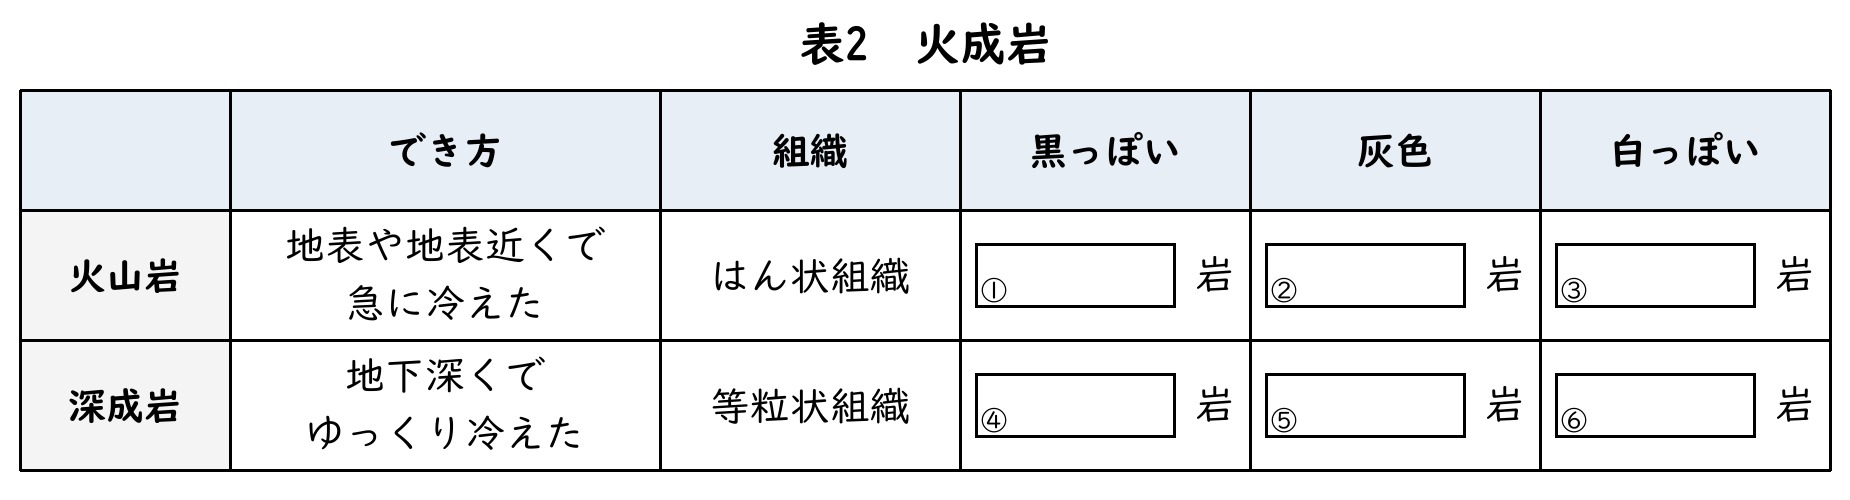 表2　火成岩
でき方
組織
黒っぽい
灰色
白っぽい
火山岩
地表や地表近くで
急に冷えた
はん状組織
① 岩
② 岩
③ 岩
深成岩
地下深くで
ゆっくり冷えた
等粒状組織
④ 岩
⑤ 岩
⑥ 岩